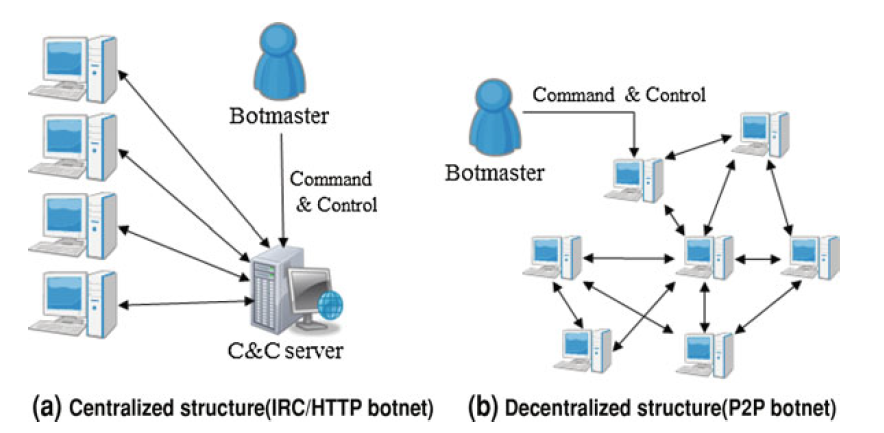 Botmaster
Command
& Control
C&C server
(a) Centralized structure(IRC/HTTP botnet)
Command & Control
Botmaster
(b) Decentralized structure(P2P botnet)